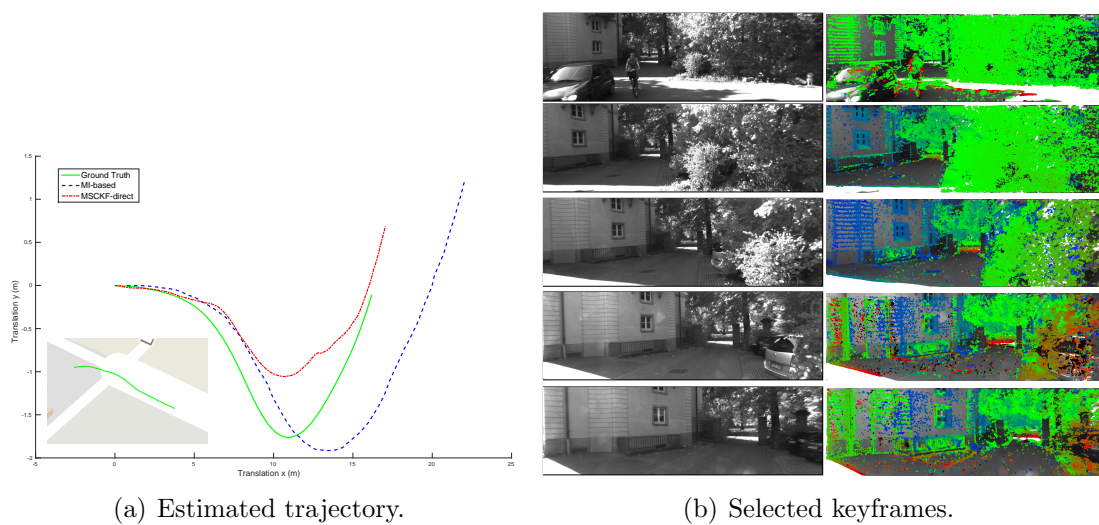 1.5
1
0.5
0
-0.5
-1
-1.5
-2
-5
0
5
10
15
20
25
Translation y (m)
Translation x (m)
Ground Truth
MI-based
MSCKF-direct
(a) Estimated trajectory.
(b) Selected keyframes.